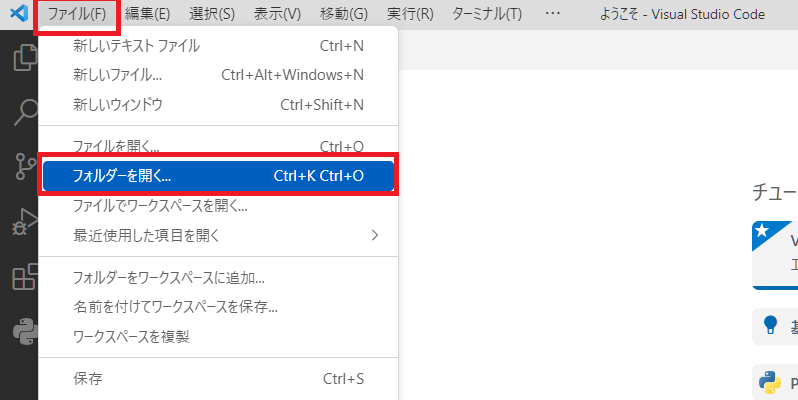 ファイル(F) 編集(E) 選択(S) 表示(V) 移動(G) 実行(R) ターミナル(T) ··· ようこそ - Visual Studio Code
新しいテキスト ファイル Ctrl+N
新しいファイル... Ctrl+Alt+Windows+N
新しいウィンドウ Ctrl+Shift+N
ファイルを開く... Ctrl+O
フォルダーを開く... Ctrl+K Ctrl+O
ファイルでワークスペースを開く...
最近使用した項目を開く
フォルダーをワークスペースに追加...
名前を付けてワークスペースを保存...
ワークスペースを複製
保存 Ctrl+S
チュー
V
エ
基
P